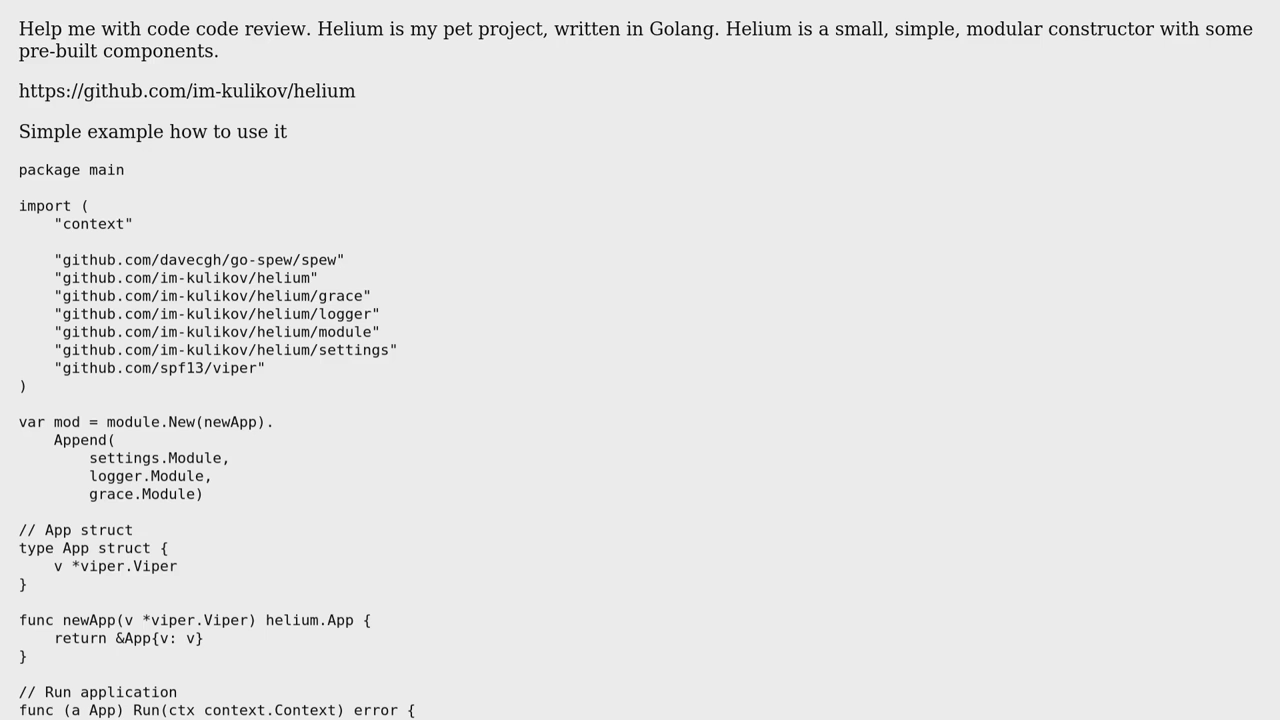 Help me with code code review. Helium is my pet project, written in Golang. Helium is a small, simple, modular constructor with some
pre-built components.
https://github.com/im-kulikov/helium
Simple example how to use it
package main
import (
    "context"
    "github.com/davecgh/go-spew/spew"
    "github.com/im-kulikov/helium"
    "github.com/im-kulikov/helium/grace"
    "github.com/im-kulikov/helium/logger"
    "github.com/im-kulikov/helium/module"
    "github.com/im-kulikov/helium/settings"
    "github.com/spf13/viper"
)
var mod = module.New(newApp).
    Append(
        settings.Module,
        logger.Module,
        grace.Module)
// App struct
type App struct {
    v *viper.Viper
}
func newApp(v *viper.Viper) helium.App {
    return &App{v: v}
}
// Run application
func (a App) Run(ctx context.Context) error {